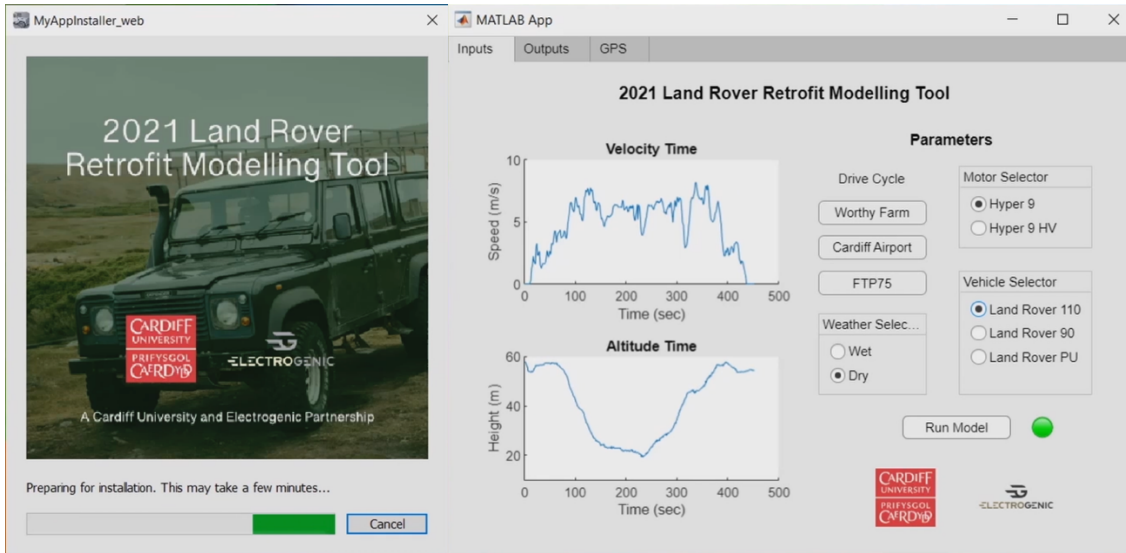 MyAppInstaller_web
2021 Land Rover
Retrofit Modelling Tool
CARDIFF
UNIVERSITY
PRIFYSGOL
CAERDYDD
ELECTROGENIC
A Cardiff University and Electrogenic Partnership
Preparing for installation. This may take a few minutes...
Cancel
MATLAB App
Inputs Outputs GPS
2021 Land Rover Retrofit Modelling Tool
Velocity Time
10
5
0
Speed (m/s)
0 100 200 300 400 500
Time (sec)
Altitude Time
60
40
20
Height (m)
0 100 200 300 400 500
Time (sec)
Parameters
Drive Cycle
Worthy Farm
Cardiff Airport
FTP75
Weather Selec...
Wet
Dry
Motor Selector
Hyper 9
Hyper 9 HV
Vehicle Selector
Land Rover 110
Land Rover 90
Land Rover PU
Run Model
CARDIFF
UNIVERSITY
PRIFYSGOL
CAERDYDD
ELECTROGENIC